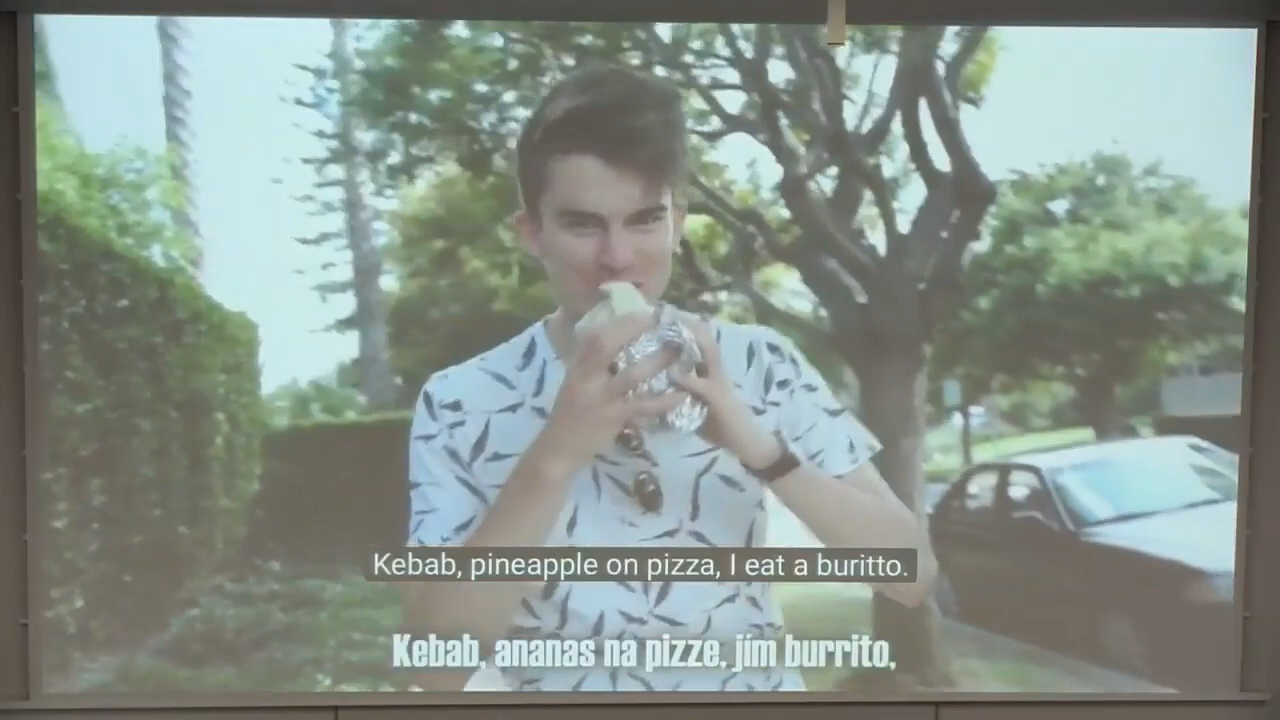 Kebab, pineapple on pizza, I eat a buritto.
Kebab, ananas na pizze, jím burrito,